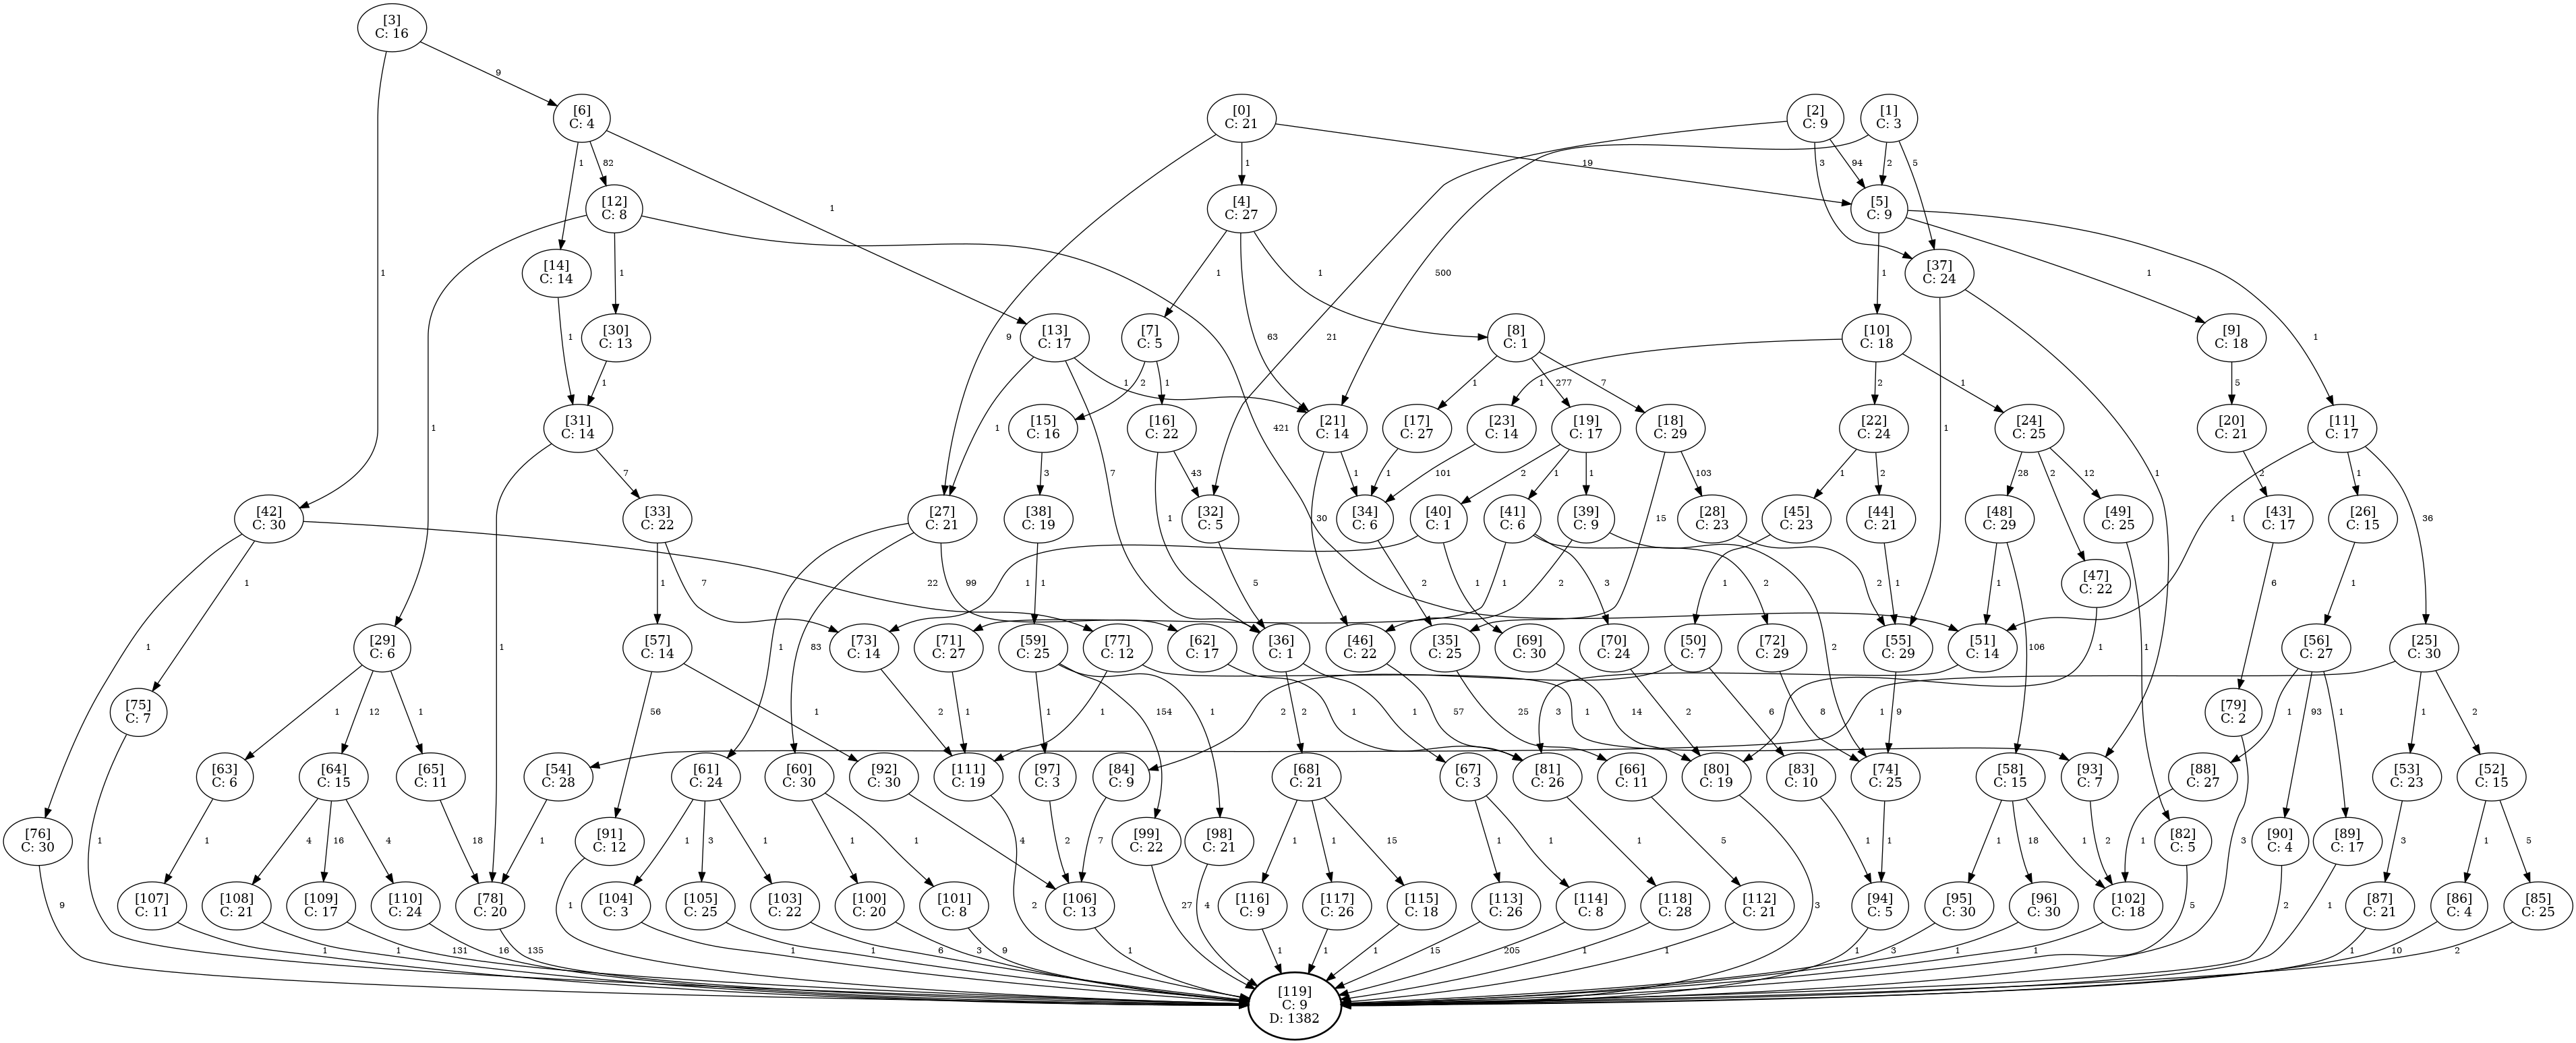 [3]
C: 16
9
[6]
C: 4
[0]
C: 21
[2]
C: 9
[1]
C: 3
1
82
1
19
3
94
2
5
[12]
C: 8
[4]
C: 27
[5]
C: 9
1
[14]
C: 14
1
1
1
500
1
1
[37]
C: 24
1
[30]
C: 13
[13]
C: 17
9
[7]
C: 5
63
[8]
C: 1
21
[10]
C: 18
[9]
C: 18
1
1
1
1
1
2
1
1
277
7
1
2
1
5
[31]
C: 14
[15]
C: 16
[16]
C: 22
[21]
C: 14
[17]
C: 27
[23]
C: 14
[19]
C: 17
[18]
C: 29
[22]
C: 24
[24]
C: 25
[20]
C: 21
[11]
C: 17
1
421
1
7
7
3
43
1
1
101
2
1
1
103
1
2
1
28
2
12
1
2
1
[42]
C: 30
[33]
C: 22
[27]
C: 21
[38]
C: 19
[32]
C: 5
[34]
C: 6
[40]
C: 1
[41]
C: 6
[39]
C: 9
[28]
C: 23
[45]
C: 23
[44]
C: 21
[48]
C: 29
[49]
C: 25
[43]
C: 17
[26]
C: 15
1
30
15
1
36
1
22
1
7
99
1
1
5
2
1
1
1
2
3
2
2
1
1
1
[47]
C: 22
6
1
1
[29]
C: 6
[57]
C: 14
[73]
C: 14
[71]
C: 27
[59]
C: 25
[77]
C: 12
[62]
C: 17
[36]
C: 1
[46]
C: 22
[35]
C: 25
[69]
C: 30
[70]
C: 24
[50]
C: 7
[72]
C: 29
[55]
C: 29
[51]
C: 14
[56]
C: 27
[25]
C: 30
1
1
83
2
106
1
1
[75]
C: 7
1
12
1
56
1
2
1
1
1
154
1
2
1
2
1
57
3
25
1
14
2
6
8
9
1
1
93
1
1
2
[79]
C: 2
[63]
C: 6
[64]
C: 15
[65]
C: 11
[54]
C: 28
[61]
C: 24
[60]
C: 30
[92]
C: 30
[111]
C: 19
[97]
C: 3
[84]
C: 9
[68]
C: 21
[67]
C: 3
[81]
C: 26
[66]
C: 11
[80]
C: 19
[83]
C: 10
[74]
C: 25
[58]
C: 15
[93]
C: 7
[88]
C: 27
[53]
C: 23
[52]
C: 15
[76]
C: 30
1
1
4
16
4
18
1
[91]
C: 12
1
3
1
1
1
4
2
7
[99]
C: 22
[98]
C: 21
1
1
15
1
1
1
5
1
1
1
18
1
2
1
[82]
C: 5
3
[90]
C: 4
[89]
C: 17
3
1
5
[107]
C: 11
[108]
C: 21
[109]
C: 17
[110]
C: 24
[78]
C: 20
[104]
C: 3
[105]
C: 25
[103]
C: 22
[100]
C: 20
[101]
C: 8
[106]
C: 13
[116]
C: 9
[117]
C: 26
[115]
C: 18
[113]
C: 26
[114]
C: 8
[118]
C: 28
[112]
C: 21
[94]
C: 5
[95]
C: 30
[96]
C: 30
[102]
C: 18
[87]
C: 21
[86]
C: 4
[85]
C: 25
9
1
2
27
4
3
5
2
1
1
1
131
16
135
1
1
6
3
9
1
1
1
1
15
205
1
1
1
3
1
1
1
10
2
[119]
C: 9
D: 1382